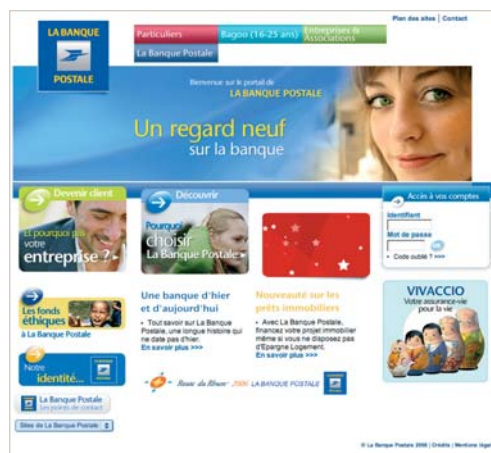 Plan des sites | Contact
LA BANQUE
POSTALE
Particuliers
Bagoo (16-25 ans)
Entreprises &
Associations
La Banque Postale
Bienvenue sur le portail de
LA BANQUE POSTALE
Un regard neuf
sur la banque
Devenir client
Et pourquoi pas
votre
entreprise ?
Découvrir
Pourquoi
choisir
La Banque Postale
Accès à vos comptes
Identifiant
Mot de passe
Code oublié ? >>>
Les fonds
éthiques
à La Banque Postale
Une banque d'hier
et d'aujourd'hui
Tout savoir sur La Banque
Postale, une longue histoire qui
ne date pas d'hier.
En savoir plus >>>
Nouveauté sur les
prêts immobiliers
Avec La Banque Postale,
financez votre projet immobilier
même si vous ne disposez pas
d'Epargne Logement.
En savoir plus >>>
VIVACCIO
Votre assurance-vie
pour la vie
Notre
identité...
Route du Rhum 2006 LA BANQUE POSTALE
La Banque Postale
Les points de contact
Sites de La Banque Postale
© La Banque Postale 2006 | Crédits | Mentions légal